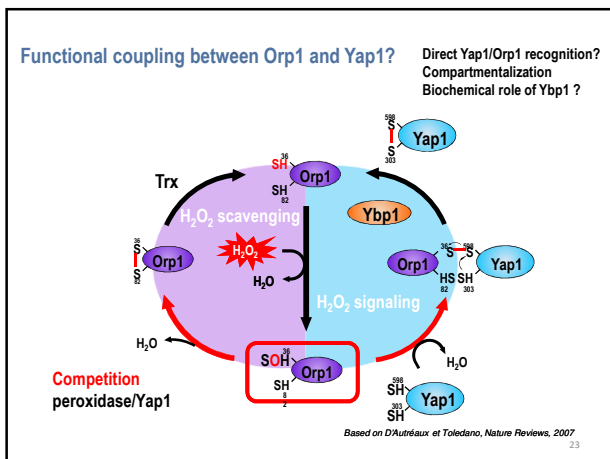 Functional coupling between Orp1 and Yap1?
Direct Yap1/Orp1 recognition?
Compartmentalization
Biochemical role of Ybp1 ?
598
S
S
303
Yap1
36
SH
SH
82
Orp1
Trx
H₂O₂ scavenging
Ybp1
36
S
S
82
Orp1
H₂O₂
H₂O
Orp1
36
S
S
598
HS
82
SH
303
Yap1
H₂O₂ signaling
H₂O
36
SOH
SH
8
2
Orp1
H₂O
598
SH
303
SH
Yap1
Competition
peroxidase/Yap1
Based on D'Autréaux et Toledano, Nature Reviews, 2007
23